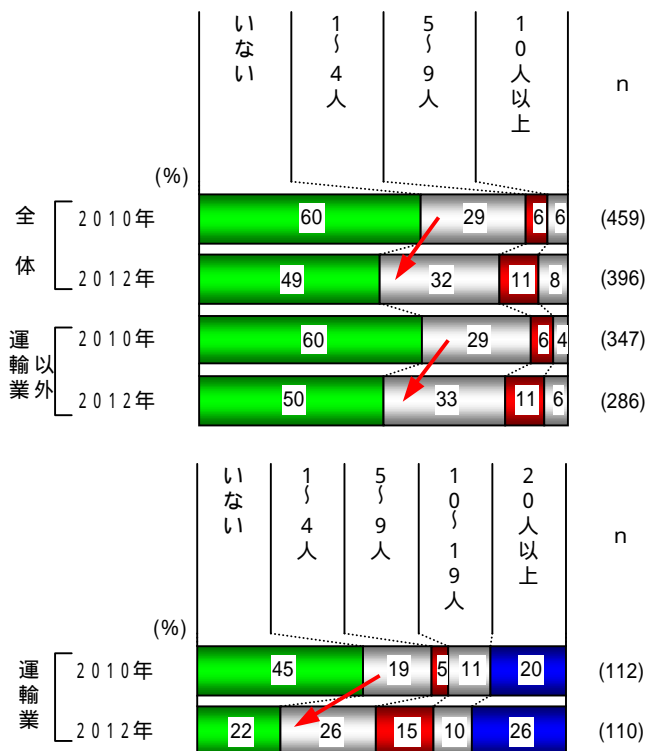 いない
1〜4人
5〜9人
10人以上
n
(%)
全体
2010年
60
29
6
6
(459)
2012年
49
32
11
8
(396)
運輸業以外
2010年
60
29
6
4
(347)
2012年
50
33
11
6
(286)
いない
1〜4人
5〜9人
10〜19人
20人以上
n
(%)
運輸業
2010年
45
19
5
11
20
(112)
2012年
22
26
15
10
26
(110)